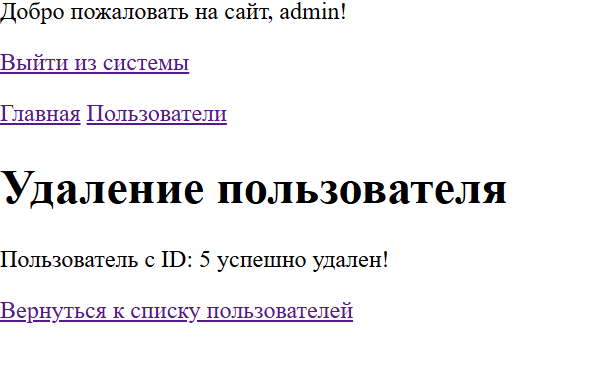 Добро пожаловать на сайт, admin!
Выйти из системы
Главная Пользователи
Удаление пользователя
Пользователь с ID: 5 успешно удален!
Вернуться к списку пользователей